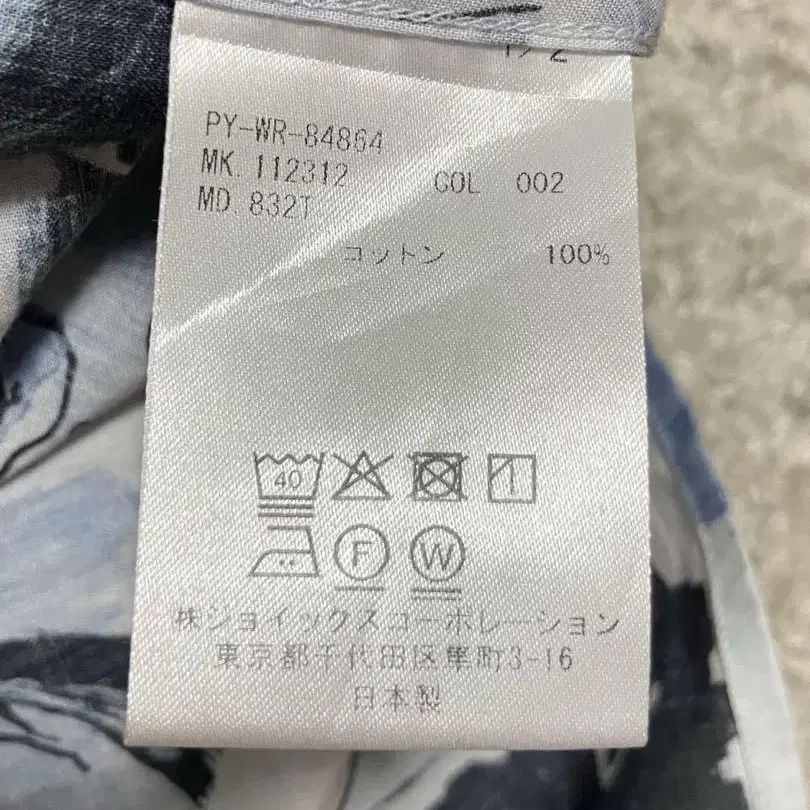 1/2
PY-WR-84864
MK. 112312 COL 002
MD. 832T
コットン 100%
40
F W
株ジョイックスコーポレーション
東京都千代田区隼町3-16
日本製